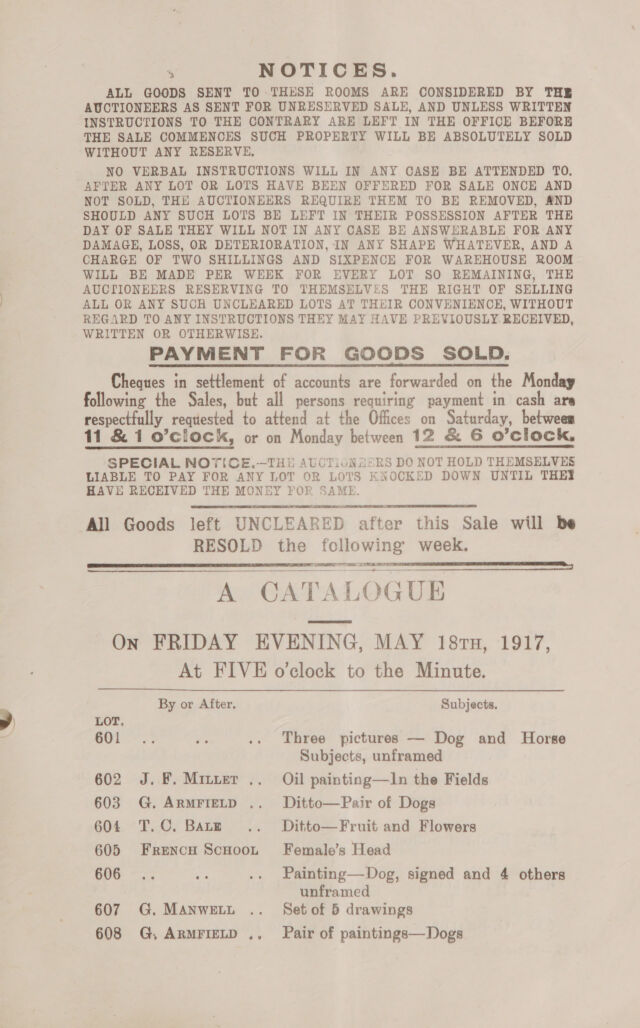 NOTICES.
ALL GOODS SENT TO THESE ROOMS ARE CONSIDERED BY THE
AUCTIONEERS AS SENT FOR UNRESERVED SALE, AND UNLESS WRITTEN
INSTRUCTIONS TO THE CONTRARY ARE LEFT IN THE OFFICE BEFORE
THE SALE COMMENCES SUCH PROPERTY WILL BE ABSOLUTELY SOLD
WITHOUT ANY RESERVE.
NO VERBAL INSTRUCTIONS WILL IN ANY CASE BE ATTENDED TO.
AFTER ANY LOT OR LOTS HAVE BEEN OFFERED FOR SALE ONCE AND
NOT SOLD, THE AUCTIONEERS REQUIRE THEM TO BE REMOVED, AND
SHOULD ANY SUCH LOTS BE LEFT IN THEIR POSSESSION AFTER THE
DAY OF SALE THEY WILL NOT IN ANY CASE BE ANSWERABLE FOR ANY
DAMAGE, LOSS, OR DETERIORATION, IN ANY SHAPE WHATEVER, AND A
CHARGE OF TWO SHILLINGS AND SIXPENCE FOR WAREHOUSE ROOM
WILL BE MADE PER WEEK FOR EVERY LOT SO REMAINING, THE
AUCTIONEERS RESERVING TO THEMSELVES THE RIGHT OF SELLING
ALL OR ANY SUCH UNCLEARED LOTS AT THEIR CONVENIENCE, WITHOUT
REGARD TO ANY INSTRUCTIONS THEY MAY HAVE PREVIOUSLY RECEIVED,
WRITTEN OR OTHERWISE.
PAYMENT FOR GOODS SOLD.
Cheques in settlement of accounts are forwarded on the Monday
following the Sales, but all persons requiring payment in cash are
respectfully requested to attend at the Offices on Saturday, between
11 & 1 o'clock, or on Monday between 12 & 6 o'clock.
SPECIAL NOTICE.—THE AUCTIONEERS DO NOT HOLD THEMSELVES
LIABLE TO PAY FOR ANY LOT OR LOTS KNOCKED DOWN UNTIL THEY
HAVE RECEIVED THE MONEY FOR SAME.
All Goods left UNCLEARED after this Sale will be
RESOLD the following week.
A CATALOGUE
ON FRIDAY EVENING, MAY 18TH, 1917,
At FIVE o'clock to the Minute.
By or After. Subjects.
LOT.
601 .. .. .. Three pictures — Dog and Horse
Subjects, unframed
602 J. F. MILLET .. Oil painting—In the Fields
603 G. ARMFIELD .. Ditto—Pair of Dogs
604 T. C. BALE .. Ditto—Fruit and Flowers
605 FRENCH SCHOOL Female's Head
606 .. .. .. Painting—Dog, signed and 4 others
unframed
607 G. MANWELL .. Set of 5 drawings
608 G. ARMFIELD .. Pair of paintings—Dogs